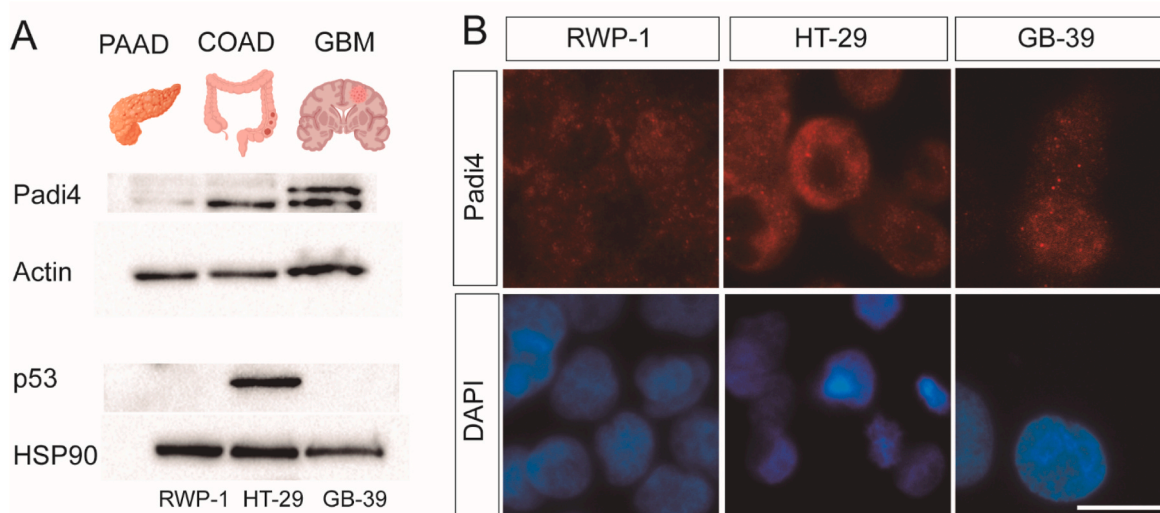 A
PAAD COAD GBM
Padi4
Actin
p53
HSP90
RWP-1 HT-29 GB-39
B
RWP-1 HT-29 GB-39
Padi4
DAPI